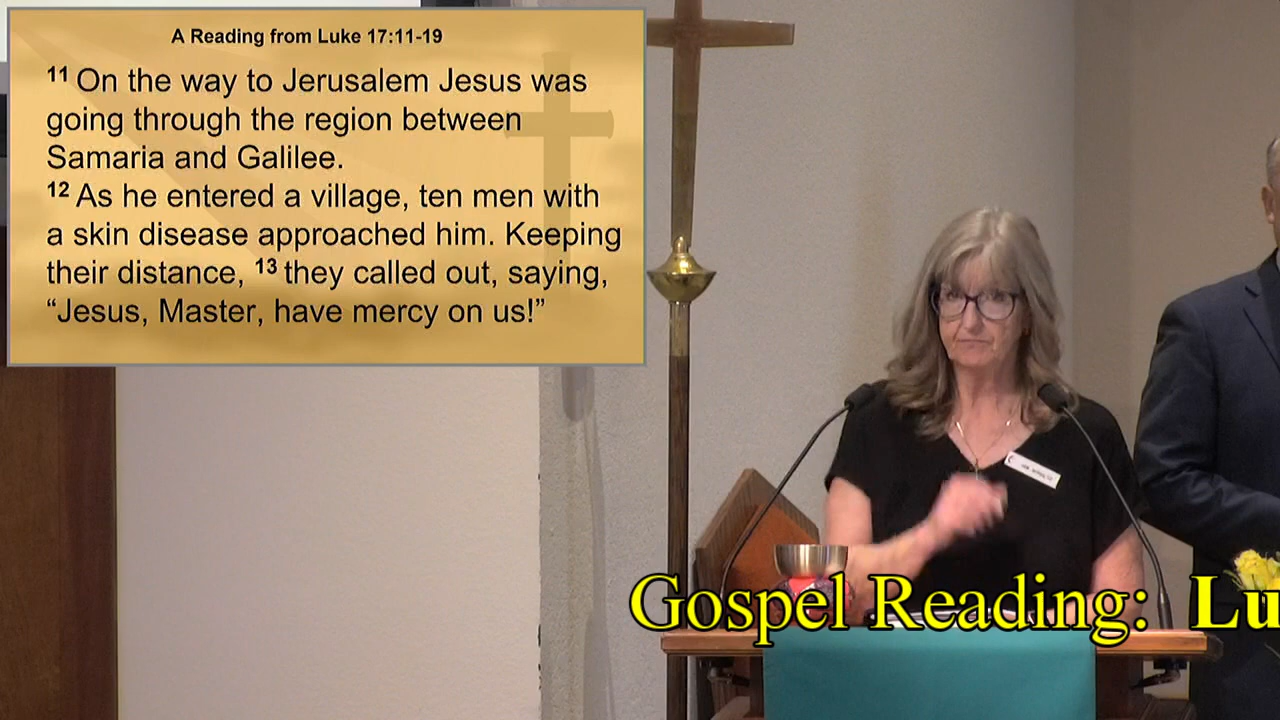 A Reading from Luke 17:11-19
11 On the way to Jerusalem Jesus was
going through the region between
Samaria and Galilee.
12 As he entered a village, ten men with
a skin disease approached him. Keeping
their distance, 13 they called out, saying,
“Jesus, Master, have mercy on us!”
Gospel Reading: Lu